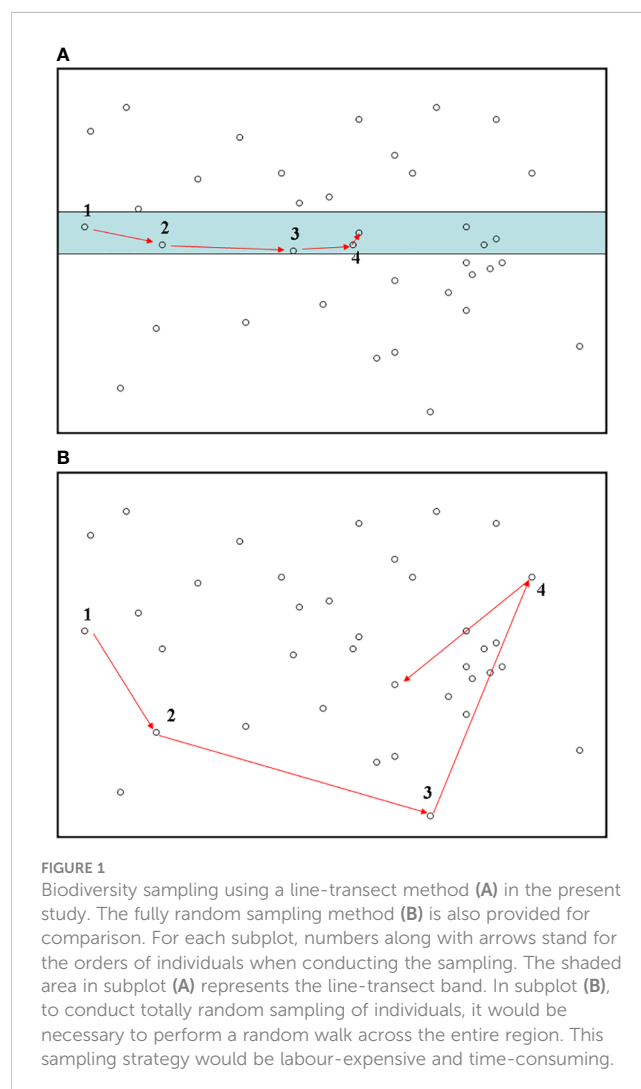 A
1
2
3
4
B
1
2
3
4
FIGURE 1
Biodiversity sampling using a line-transect method (A) in the present
study. The fully random sampling method (B) is also provided for
comparison. For each subplot, numbers along with arrows stand for
the orders of individuals when conducting the sampling. The shaded
area in subplot (A) represents the line-transect band. In subplot (B),
to conduct totally random sampling of individuals, it would be
necessary to perform a random walk across the entire region. This
sampling strategy would be labour-expensive and time-consuming.